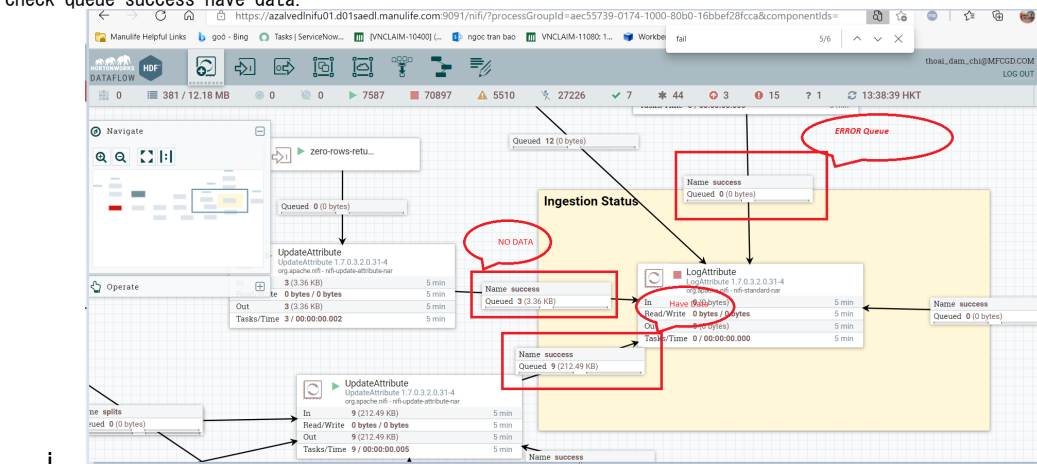 check queue success have data.
https://azalvedlnifu01.d01saedl.manulife.com:9091/nifi/?processGroupId=aec55739-0174-1000-80b0-16bbef28fcca&componentIds=
Manulife Helpful Links
goō - Bing
Tasks | ServiceNow...
[VNCLAIM-10400] (...
ngoc tran bao
VNCLAIM-11080: 1...
Workbe
fail
5/6
HORTONWORKS
DATAFLOW
HDF
thoai_dam_chi@MFCGD.COM
LOG OUT
0
381 / 12.18 MB
0
0
7587
70897
5510
27226
7
44
3
15
? 1
13:38:39 HKT
Navigate
Operate
zero-rows-retu...
Queued 0 (0 bytes)
Queued 12 (0 bytes)
ERROR Queue
Name success
Queued 0 (0 bytes)
Ingestion Status
UpdateAttribute
UpdateAttribute 1.7.0.3.2.0.31-4
org.apache.nifi - nifi-update-attribute-nar
3 (3.36 KB) 5 min
0 bytes / 0 bytes 5 min
Out 3 (3.36 KB) 5 min
Tasks/Time 3 / 00:00:00.002 5 min
NO DATA
Name success
Queued 3 (3.36 KB)
LogAttribute
LogAttribute 1.7.0.3.2.0.31-4
org.apache.nifi - nifi-standard-nar
In 0 (0 bytes) 5 min
Have Data
Read/Write 0 bytes / 0 bytes 5 min
Out 0 (0 bytes) 5 min
Tasks/Time 0 / 00:00:00.000 5 min
Name success
Queued 0 (0 bytes)
Name success
Queued 9 (212.49 KB)
UpdateAttribute
UpdateAttribute 1.7.0.3.2.0.31-4
org.apache.nifi - nifi-update-attribute-nar
In 9 (212.49 KB) 5 min
Read/Write 0 bytes / 0 bytes 5 min
Out 9 (212.49 KB) 5 min
Tasks/Time 9 / 00:00:00.005 5 min
me splits
eued 0 (0 bytes)
Name success
i